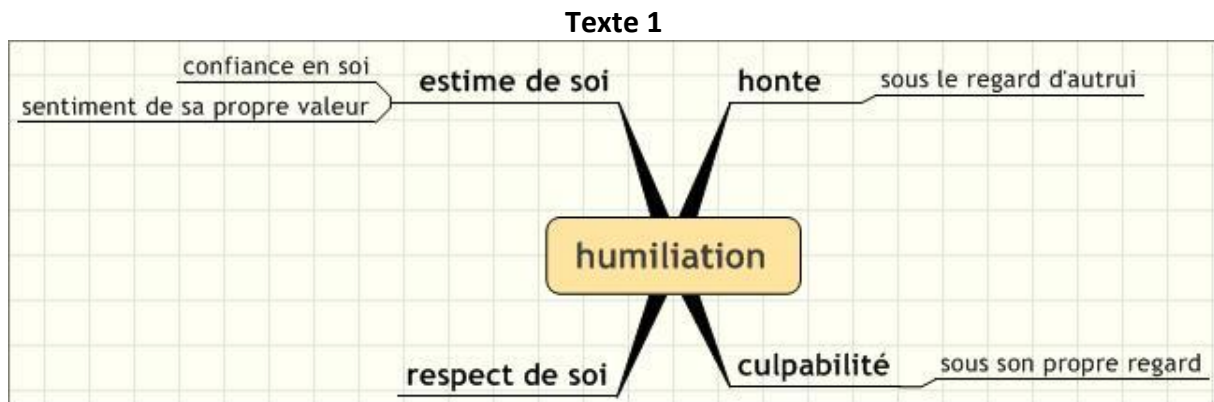 Texte 1
confiance en soi
sentiment de sa propre valeur
estime de soi
honte
sous le regard d'autrui
humiliation
respect de soi
culpabilité
sous son propre regard